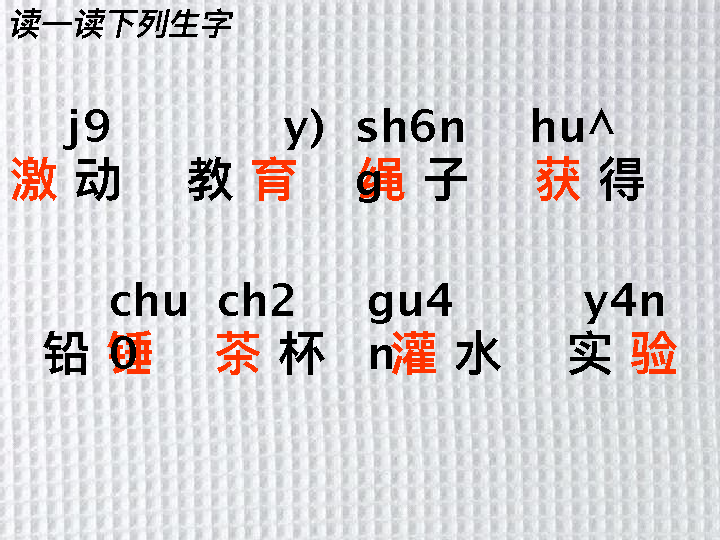 读一读下列生字
j9 y) sh6n hu^
激动 教育 g绳子 获得
chu ch2 gu4 y4n
铅0锤 茶杯 n灌水 实验